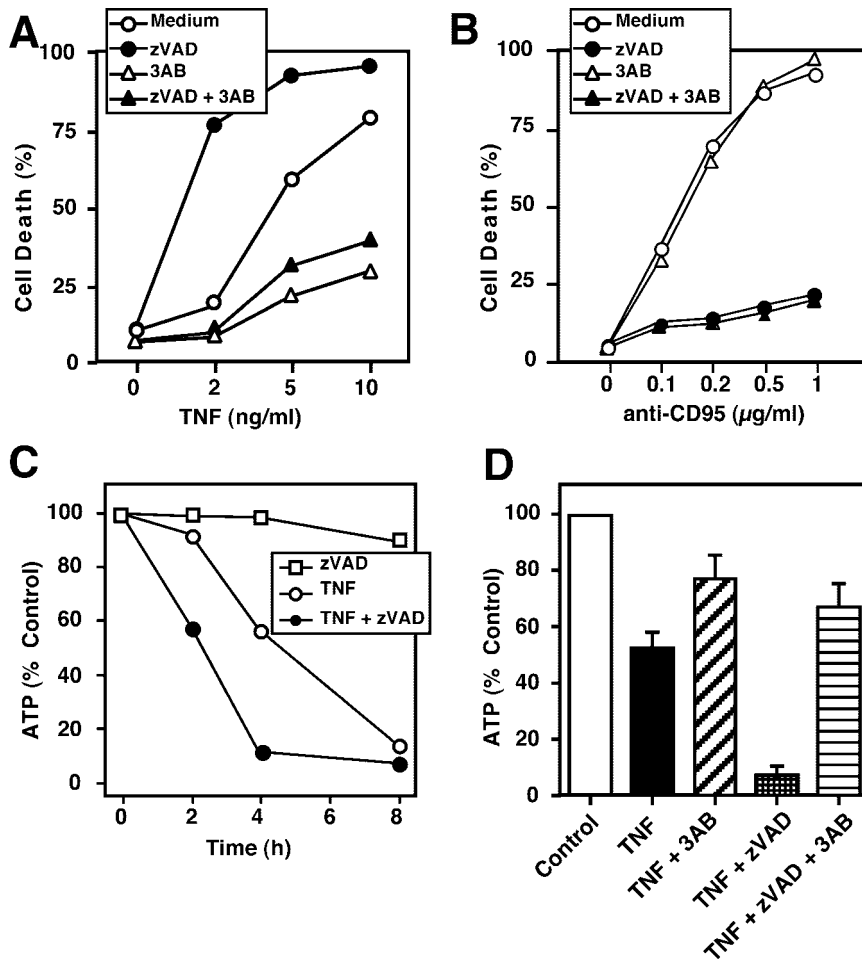 A
Medium
zVAD
3AB
zVAD + 3AB
100
75
50
25
0
Cell Death (%)
0 2 5 10
TNF (ng/ml)
B
Medium
zVAD
3AB
zVAD + 3AB
100
75
50
25
0
Cell Death (%)
0 0.1 0.2 0.5 1
anti-CD95 (µg/ml)
C
100
80
60
40
20
0
ATP (% Control)
zVAD
TNF
TNF + zVAD
0 2 4 6 8
Time (h)
D
100
80
60
40
20
0
ATP (% Control)
Control
TNF
TNF + 3AB
TNF + zVAD
TNF + zVAD + 3AB